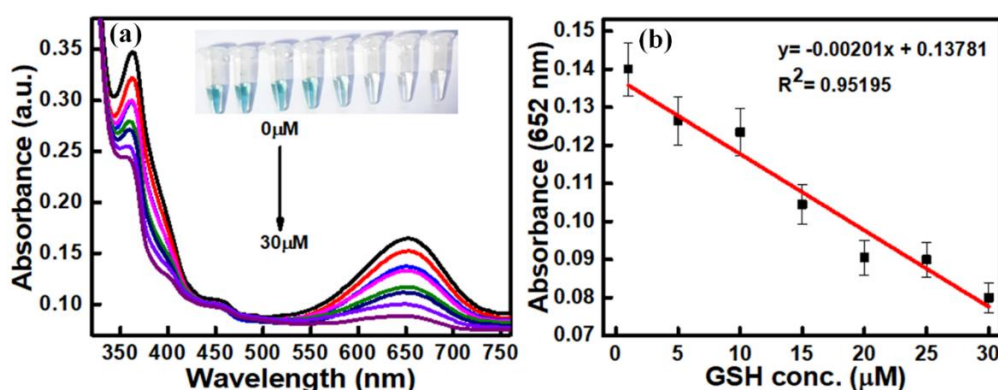 (a)
0.35
0.30
0.25
0.20
0.15
0.10
Absorbance (a.u.)
0µM
30µM
350 400 450 500 550 600 650 700 750
Wavelength (nm)
(b)
y= -0.00201x + 0.13781
R²= 0.95195
0.14
0.13
0.12
0.11
0.10
0.09
0.08
0.07
Absorbance (652 nm)
0 5 10 15 20 25 30
GSH conc. (µM)